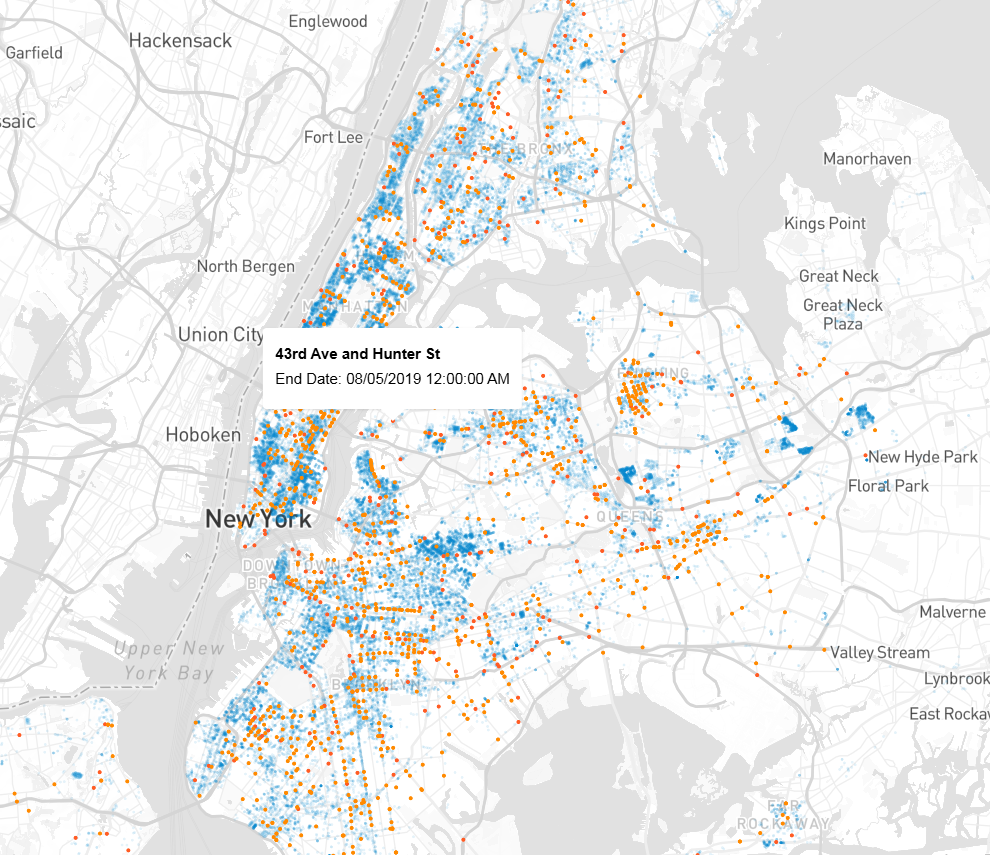 Englewood
Hackensack
Garfield
ssaic
Fort Lee
THE BRONX
Manorhaven
Kings Point
North Bergen
Great Neck
Great Neck
Plaza
MANHATTAN
Union City
43rd Ave and Hunter St
End Date: 08/05/2019 12:00:00 AM
FLUSHING
Hoboken
New Hyde Park
Floral Park
New York
QUEENS
DOWNTOWN
Malverne
Upper New
York Bay
Valley Stream
Lynbrook
BROOKLYN
East Rockaw
FAR
ROCKAWAY